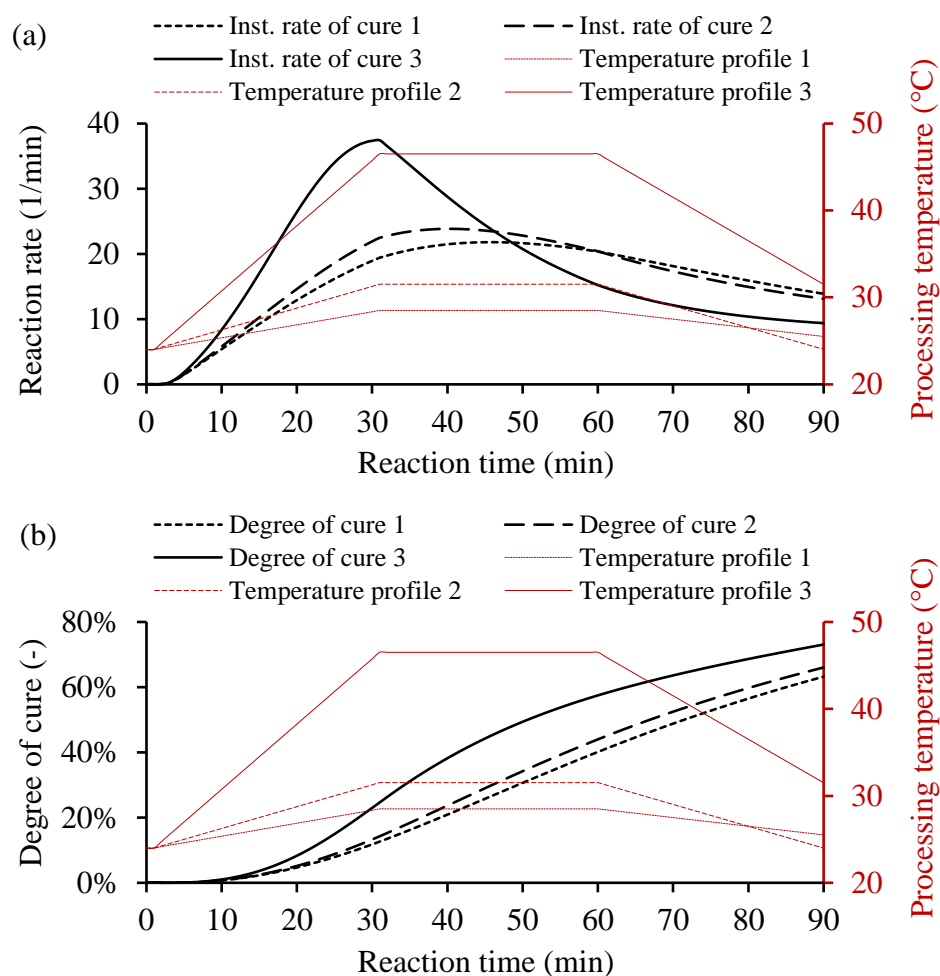 (a)
Inst. rate of cure 1
Inst. rate of cure 2
Inst. rate of cure 3
Temperature profile 1
Temperature profile 2
Temperature profile 3
Reaction rate (1/min)
40
30
20
10
0
Processing temperature (°C)
50
40
30
20
0 10 20 30 40 50 60 70 80 90
Reaction time (min)
(b)
Degree of cure 1
Degree of cure 2
Degree of cure 3
Temperature profile 1
Temperature profile 2
Temperature profile 3
Degree of cure (-)
80%
60%
40%
20%
0%
Processing temperature (°C)
50
40
30
20
0 10 20 30 40 50 60 70 80 90
Reaction time (min)